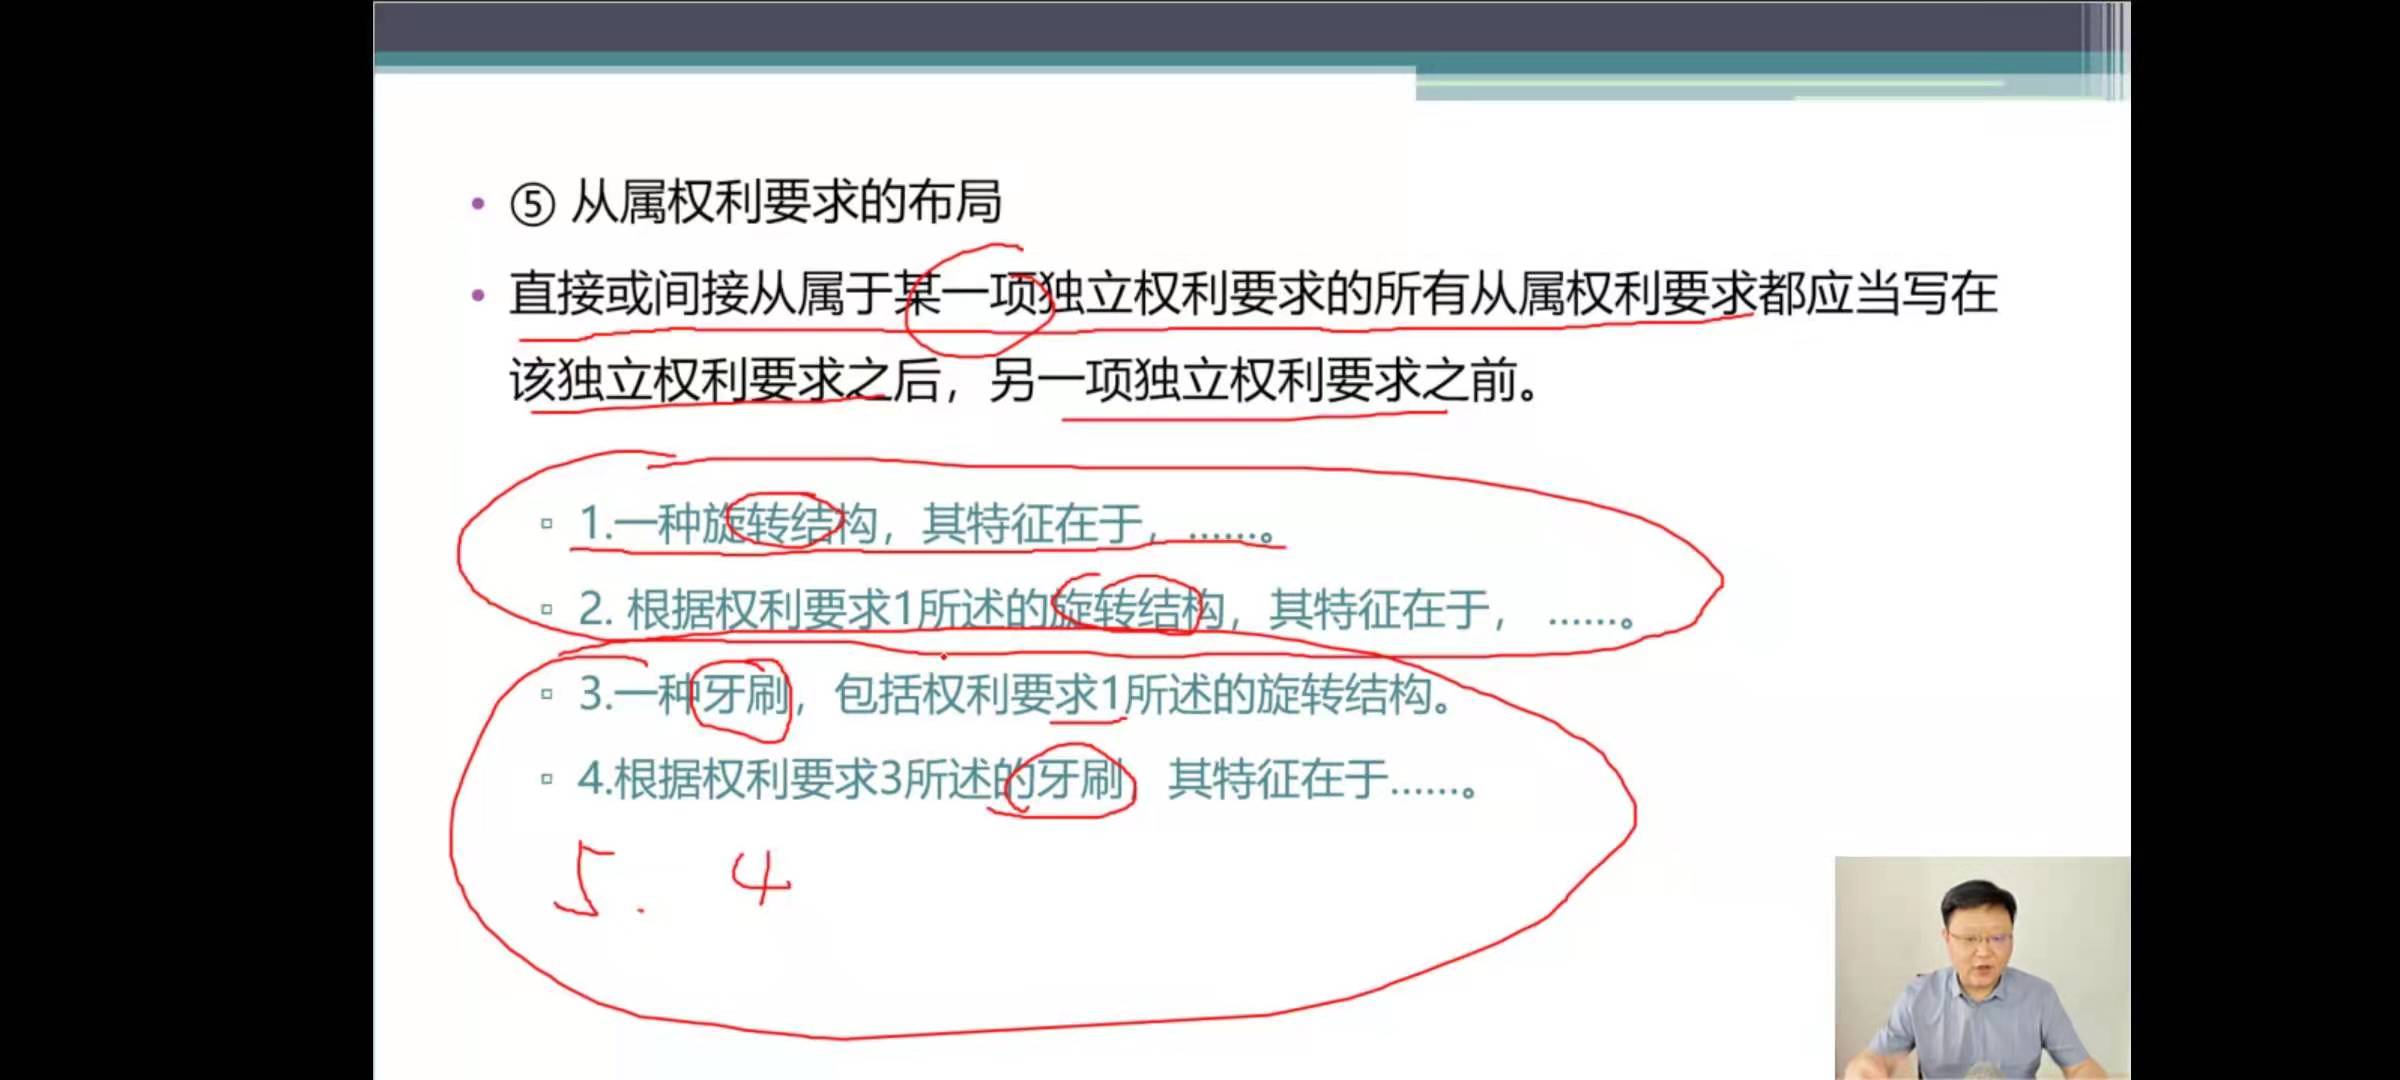 ⑤ 从属权利要求的布局
直接或间接从属于某一项独立权利要求的所有从属权利要求都应当写在
该独立权利要求之后，另一项独立权利要求之前。
1.一种旋转结构，其特征在于，……。
2. 根据权利要求1所述的旋转结构，其特征在于， ……。
3.一种牙刷，包括权利要求1所述的旋转结构。
4.根据权利要求3所述的牙刷 其特征在于……。
5. 4